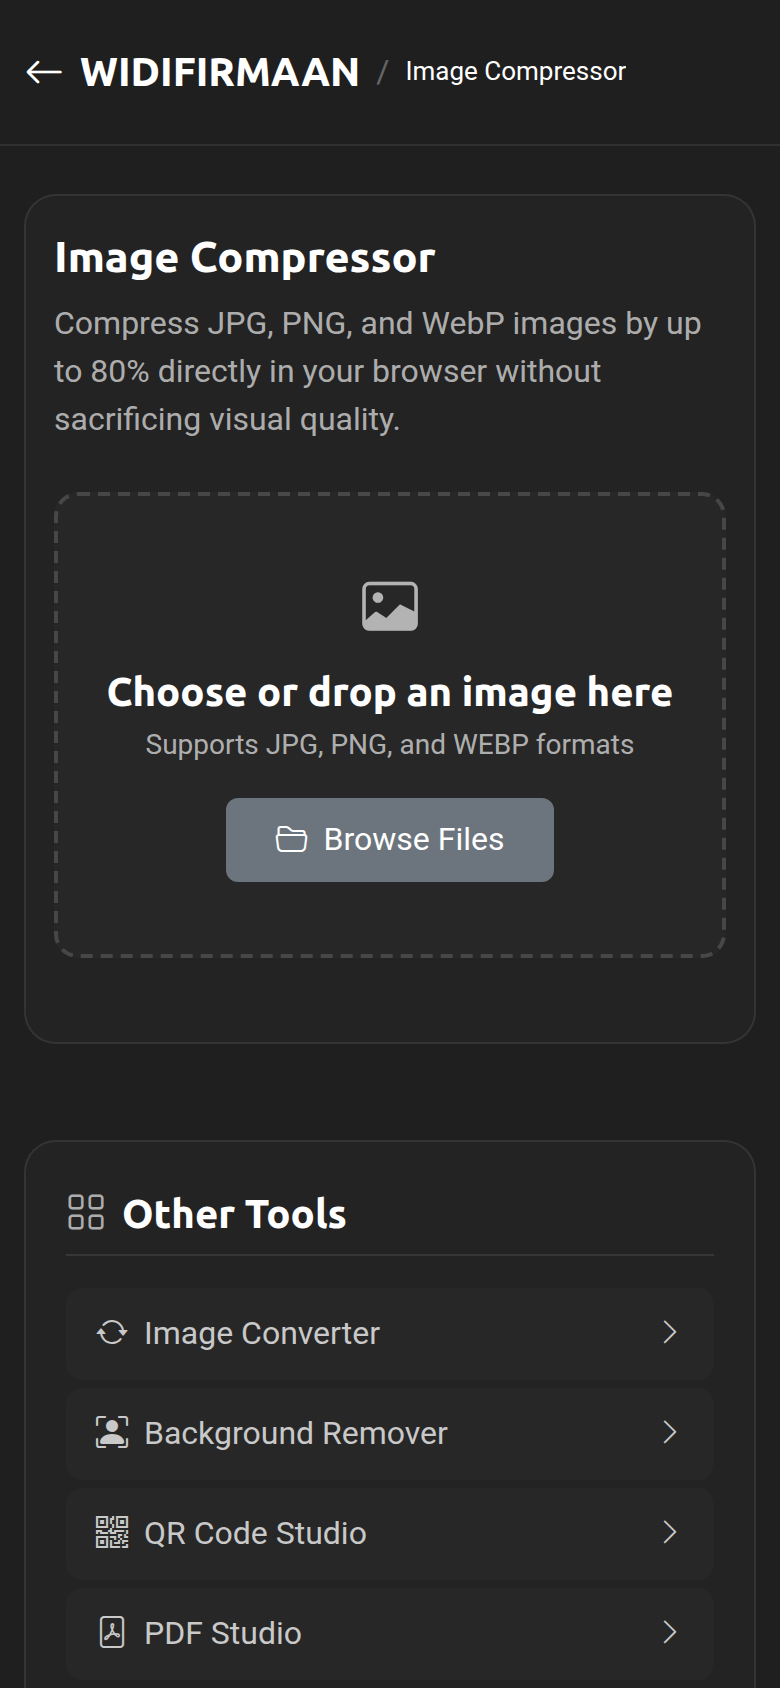 WIDIFIRMAAN / Image Compressor
Image Compressor
Compress JPG, PNG, and WebP images by up
to 80% directly in your browser without
sacrificing visual quality.
Choose or drop an image here
Supports JPG, PNG, and WEBP formats
Browse Files
Other Tools
Image Converter
Background Remover
QR Code Studio
PDF Studio